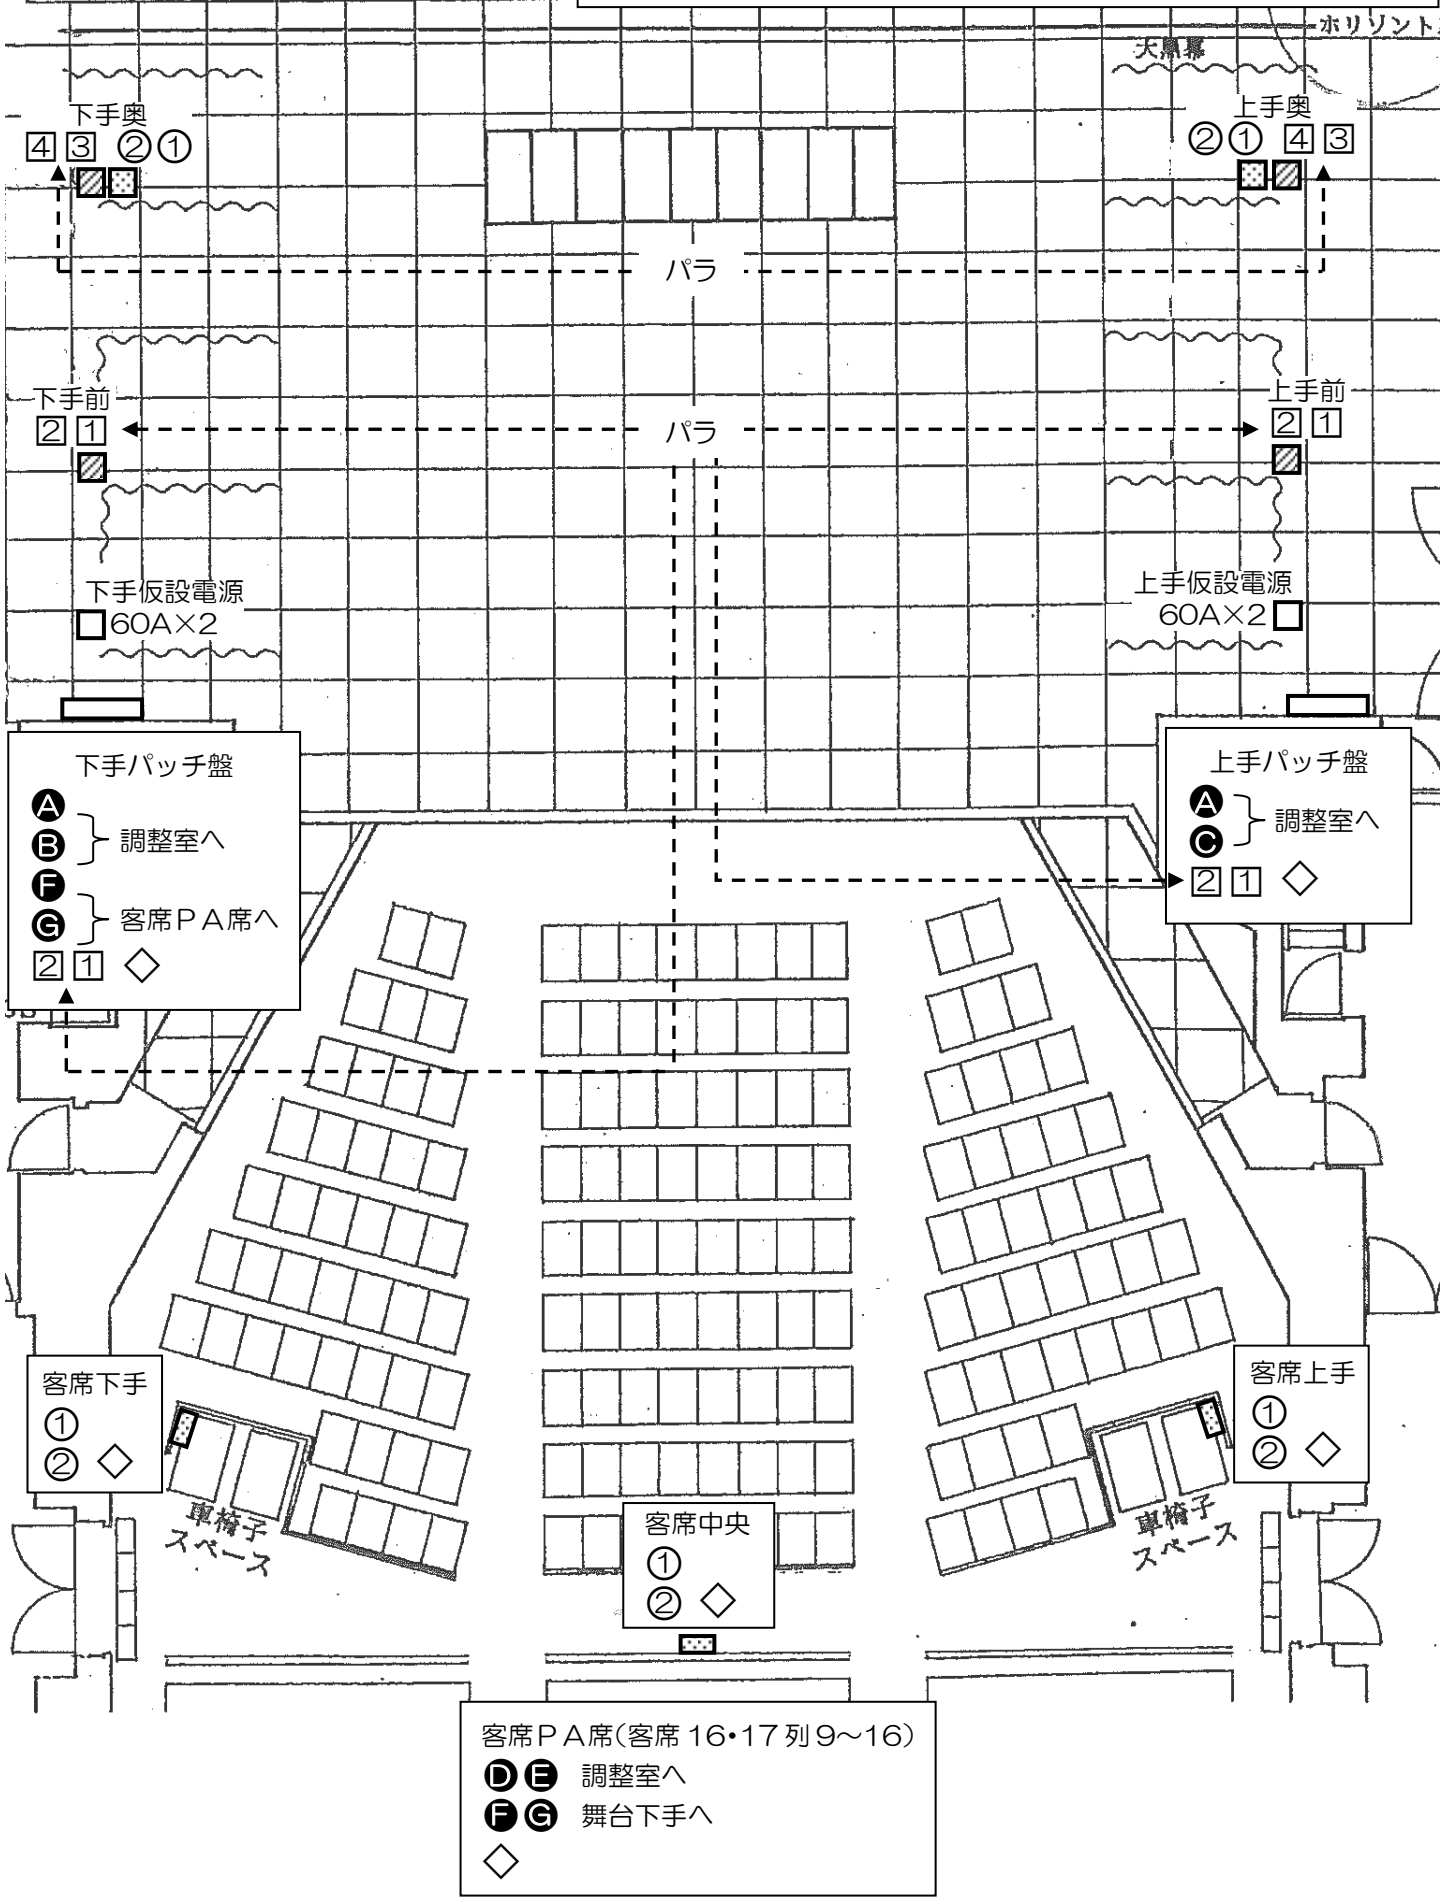 ホリゾント
大黒幕
下手奥
4 3 ② ①
上手奥
② ① 4 3
パラ
下手前
2 1
パラ
上手前
2 1
下手仮設電源
60A×2
上手仮設電源
60A×2
下手パッチ盤
A
B
調整室へ
F
G
客席PA席へ
2 1
上手パッチ盤
A
C
調整室へ
2 1
客席下手
①
②
客席上手
①
②
車椅子
スペース
車椅子
スペース
客席中央
①
②
客席PA席(客席16・17列9～16)
D E 調整室へ
F G 舞台下手へ